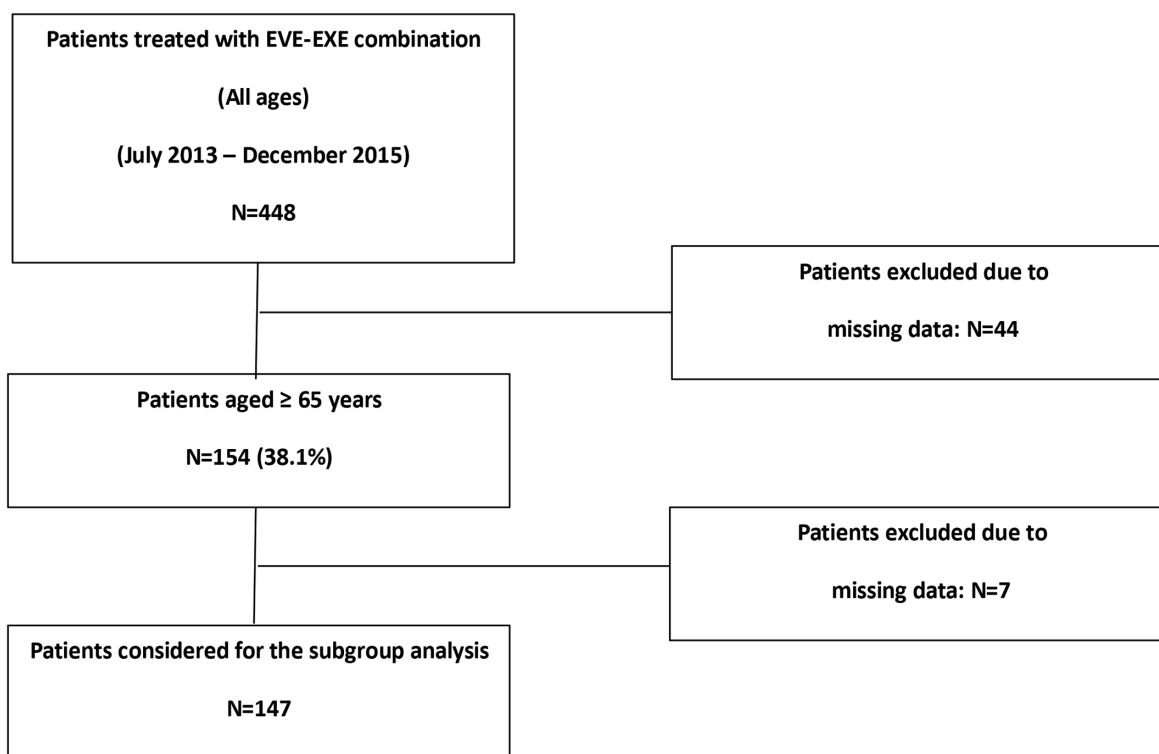 Patients treated with EVE-EXE combination
(All ages)
(July 2013 – December 2015)
N=448
Patients excluded due to
missing data: N=44
Patients aged ≥ 65 years
N=154 (38.1%)
Patients excluded due to
missing data: N=7
Patients considered for the subgroup analysis
N=147